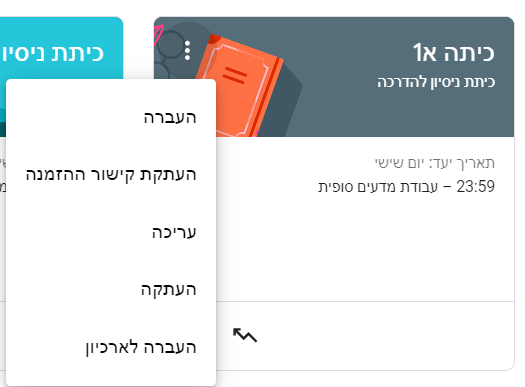 כיתה א1
כיתת ניסיון להדרכה
תאריך יעד: יום שישי
23:59 – עבודת מדעים סופית
כיתת ניסיון
העברה
העתקת קישור ההזמנה
עריכה
העתקה
העברה לארכיון